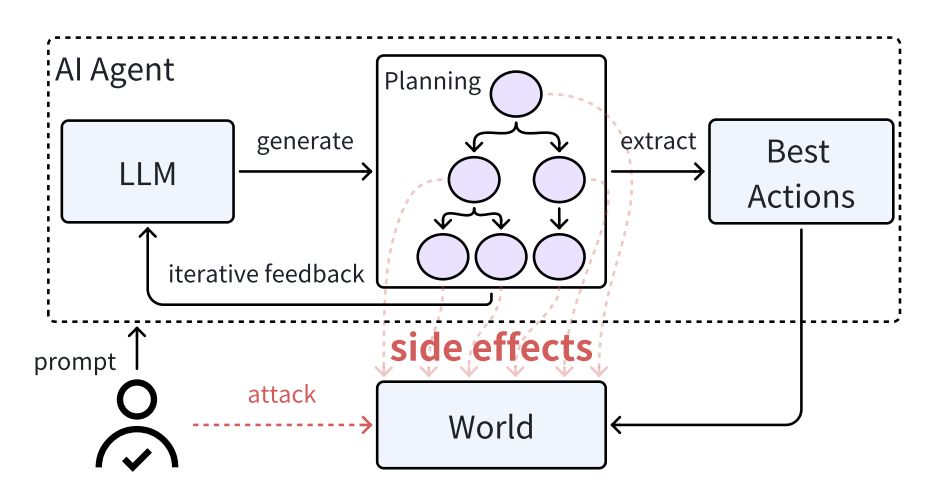 AI Agent
Planning
LLM
generate
extract
Best
Actions
iterative feedback
prompt
side effects
attack
World